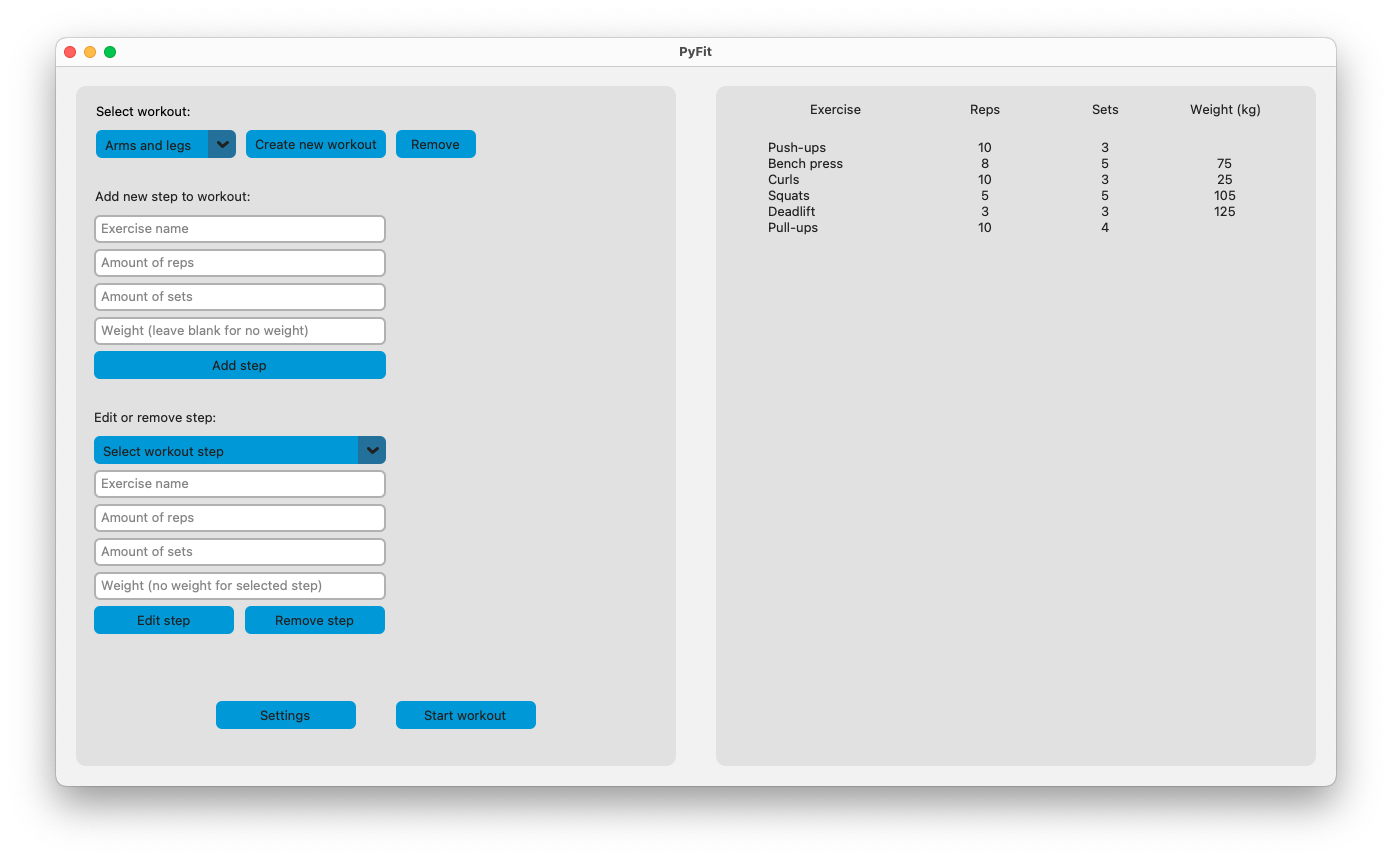 PyFit
Select workout:
Arms and legs
Create new workout
Remove
Add new step to workout:
Exercise name
Amount of reps
Amount of sets
Weight (leave blank for no weight)
Add step
Edit or remove step:
Select workout step
Exercise name
Amount of reps
Amount of sets
Weight (no weight for selected step)
Edit step
Remove step
Settings
Start workout
Exercise Reps Sets Weight (kg)
Push-ups 10 3
Bench press 8 5 75
Curls 10 3 25
Squats 5 5 105
Deadlift 3 3 125
Pull-ups 10 4